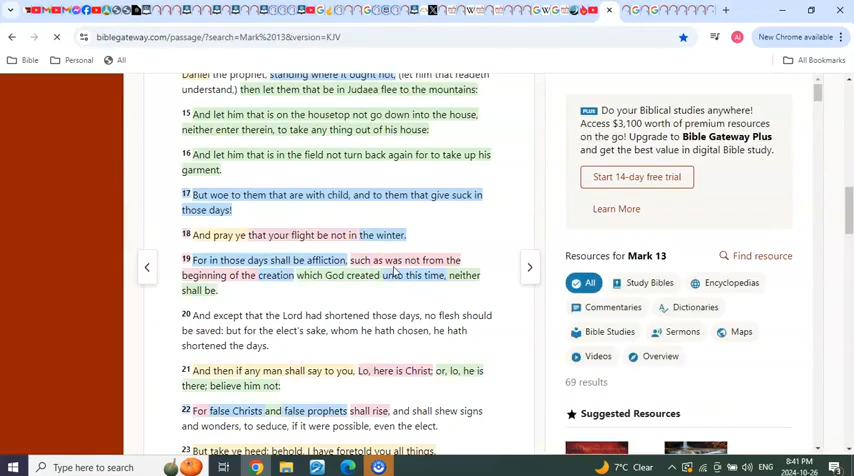 biblegateway.com/passage/?search=Mark%2013&version=KJV
New Chrome available
Bible
Personal
All
All Bookmarks
Daniel the prophet, standing where it ought not, (let him that readeth
understand,) then let them that be in Judaea flee to the mountains:
15 And let him that is on the housetop not go down into the house,
neither enter therein, to take any thing out of his house:
16 And let him that is in the field not turn back again for to take up his
garment.
17 But woe to them that are with child, and to them that give suck in
those days!
18 And pray ye that your flight be not in the winter.
19 For in those days shall be affliction, such as was not from the
beginning of the creation which God created unto this time, neither
shall be.
20 And except that the Lord had shortened those days, no flesh should
be saved: but for the elect's sake, whom he hath chosen, he hath
shortened the days.
21 And then if any man shall say to you, Lo, here is Christ; or, lo, he is
there; believe him not:
22 For false Christs and false prophets shall rise, and shall shew signs
and wonders, to seduce, if it were possible, even the elect.
23 But take ye heed: behold, I have foretold you all things.
PLUS Do your Biblical studies anywhere!
Access $3,100 worth of premium resources
on the go! Upgrade to Bible Gateway Plus
and get the best value in digital Bible study.
Start 14-day free trial
Learn More
Resources for Mark 13
Find resource
All
Study Bibles
Encyclopedias
Commentaries
Dictionaries
Bible Studies
Sermons
Maps
Videos
Overview
69 results
Suggested Resources
Type here to search
7°C Clear
8:41 PM
2024-10-26